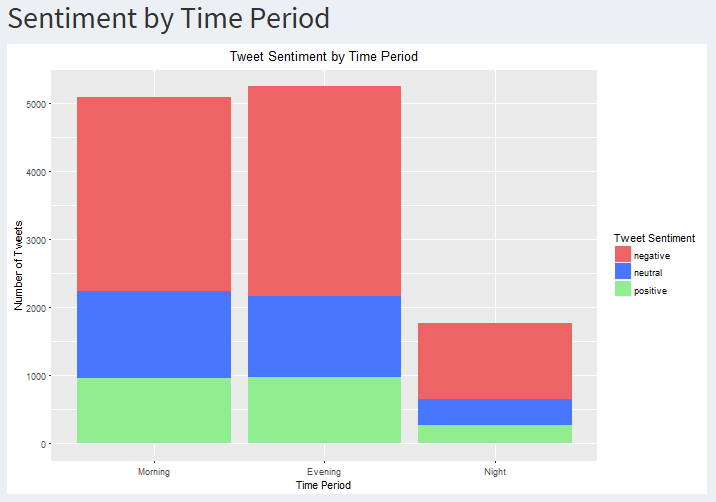 Sentiment by Time Period
Tweet Sentiment by Time Period
Number of Tweets
5000
4000
3000
2000
1000
0
Morning
Evening
Night
Time Period
Tweet Sentiment
negative
neutral
positive